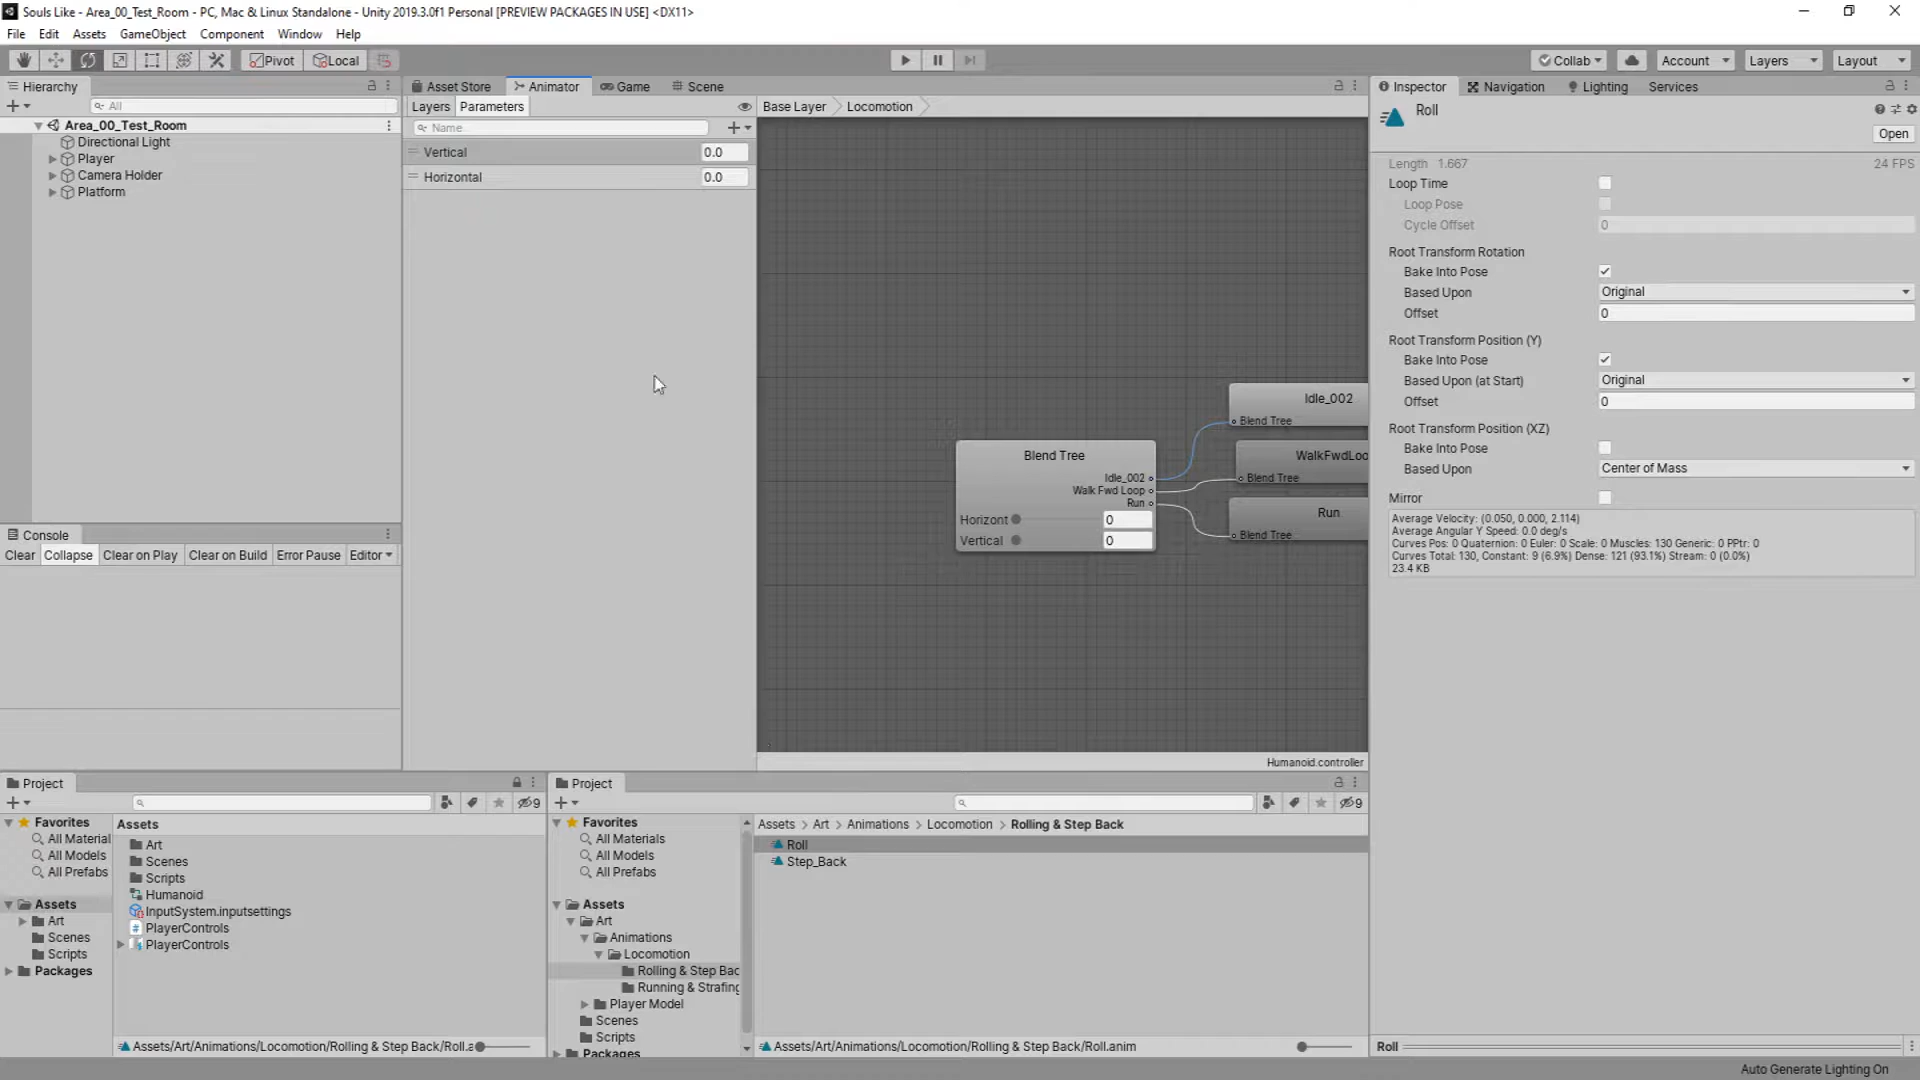 Souls Like - Area_00_Test_Room - PC, Mac & Linux Standalone - Unity 2019.3.0f1 Personal [PREVIEW PACKAGES IN USE] <DX11>
File Edit Assets GameObject Component Window Help
Pivot Local Collab Account Layers Layout
Hierarchy
All
Area_00_Test_Room
Directional Light
Player
Camera Holder
Platform
Console
Clear Collapse Clear on Play Clear on Build Error Pause Editor
Asset Store Animator Game Scene
Layers Parameters Base Layer Locomotion
Name
Vertical 0.0
Horizontal 0.0
Blend Tree
Idle_002
Walk Fwd Loop
Run
Horizont 0
Vertical 0
Idle_002
Blend Tree
WalkFwdLoo
Blend Tree
Run
Blend Tree
Humanoid.controller
Inspector Navigation Lighting Services
Roll
Open
Length 1.667 24 FPS
Loop Time
Loop Pose
Cycle Offset 0
Root Transform Rotation
Bake Into Pose
Based Upon Original
Offset 0
Root Transform Position (Y)
Bake Into Pose
Based Upon (at Start) Original
Offset 0
Root Transform Position (XZ)
Bake Into Pose
Based Upon Center of Mass
Mirror
Average Velocity: (0.050, 0.000, 2.114)
Average Angular Y Speed: 0.0 deg/s
Curves Pos: 0 Quaternion: 0 Euler: 0 Scale: 0 Muscles: 130 Generic: 0 PPtr: 0
Curves Total: 130, Constant: 9 (6.9%) Dense: 121 (93.1%) Stream: 0 (0.0%)
23.4 KB
Project
9
Favorites
All Material
All Models
All Prefabs
Assets
Art
Scenes
Scripts
Packages
Assets
Art
Scenes
Scripts
Humanoid
InputSystem.inputsettings
PlayerControls
PlayerControls
Assets/Art/Animations/Locomotion/Rolling & Step Back/Roll.a
Project
9
Favorites
All Materials
All Models
All Prefabs
Assets
Art
Animations
Locomotion
Rolling & Step Bac
Running & Strafing
Player Model
Scenes
Scripts
Packages
Assets > Art > Animations > Locomotion > Rolling & Step Back
Roll
Step_Back
Assets/Art/Animations/Locomotion/Rolling & Step Back/Roll.anim
Roll
Auto Generate Lighting On